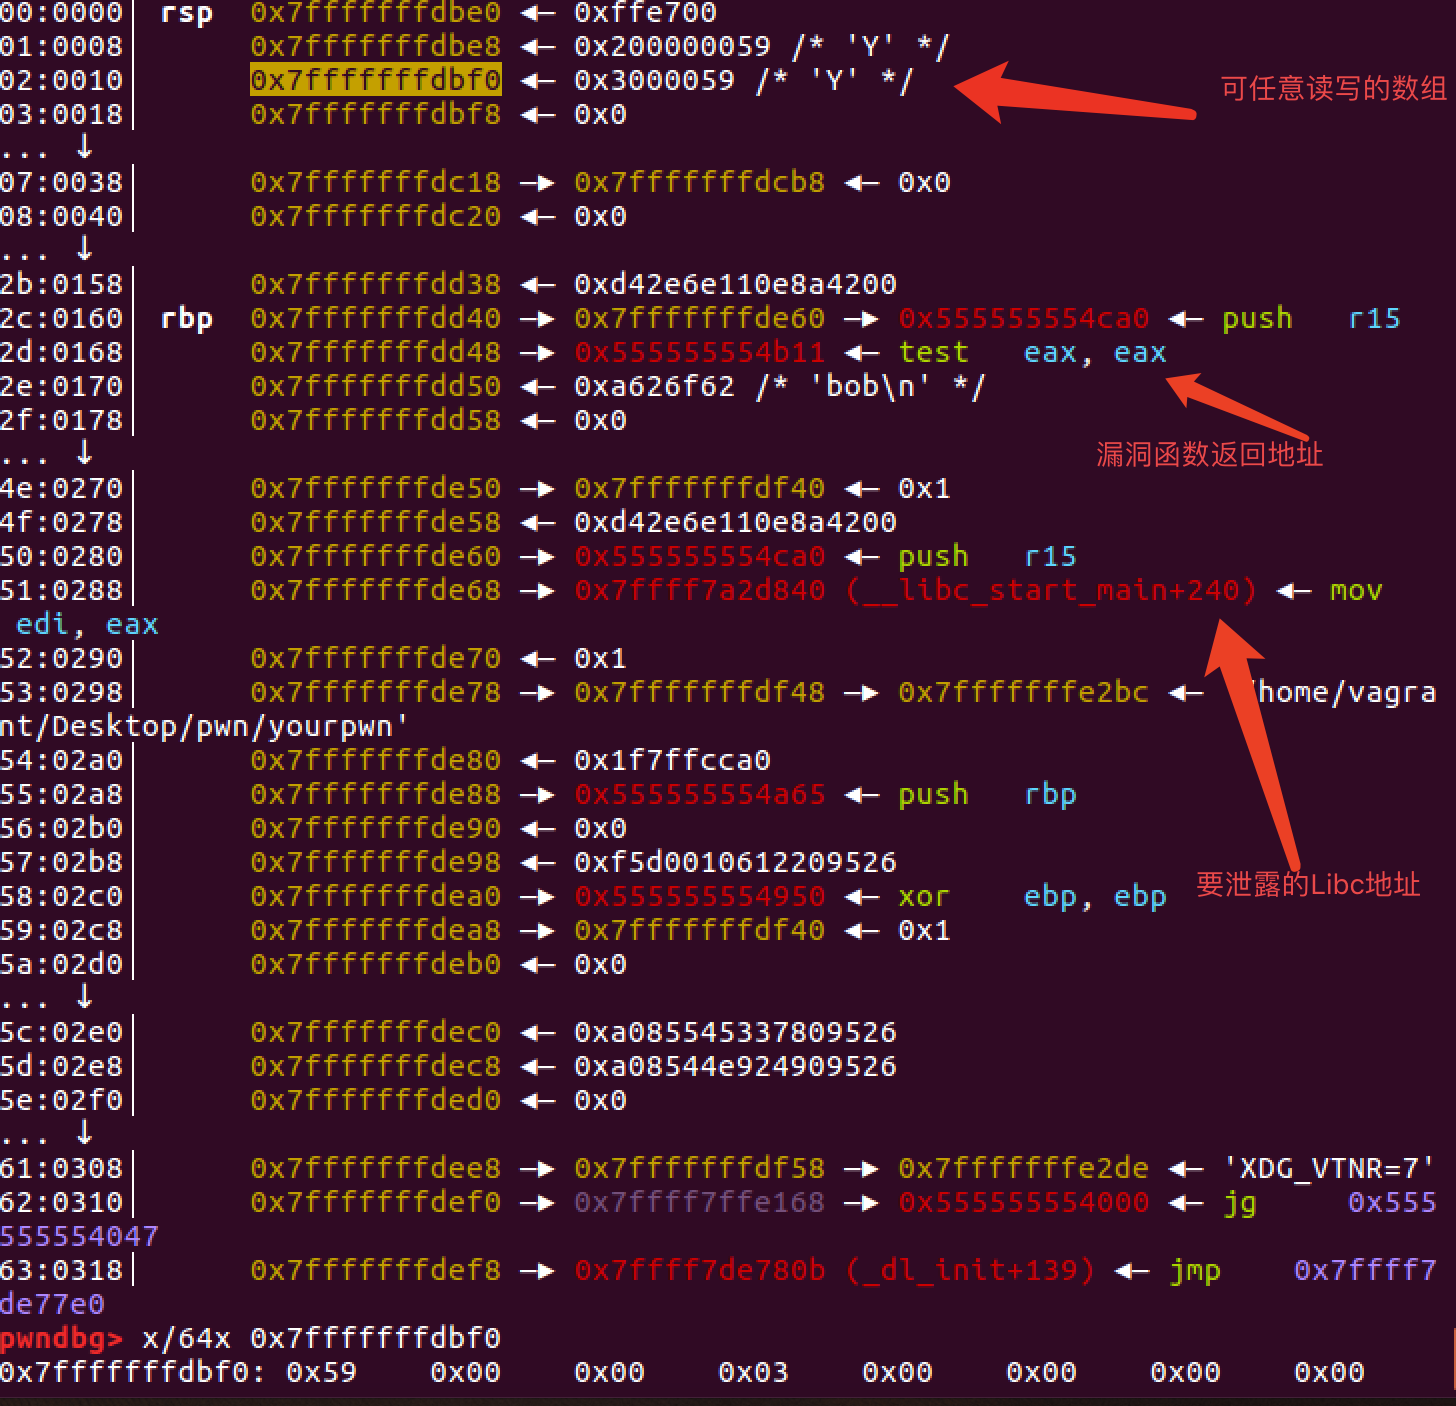 00:0000│ rsp 0x7fffffffdbe0 ◂— 0xffe700
01:0008│ 0x7fffffffdbe8 ◂— 0x200000059 /* 'Y' */
02:0010│ 0x7fffffffdbf0 ◂— 0x3000059 /* 'Y' */
可任意读写的数组
03:0018│ 0x7fffffffdbf8 ◂— 0x0
... ↓
07:0038│ 0x7fffffffdc18 —▸ 0x7fffffffdcb8 ◂— 0x0
08:0040│ 0x7fffffffdc20 ◂— 0x0
... ↓
2b:0158│ 0x7fffffffdd38 ◂— 0xd42e6e110e8a4200
2c:0160│ rbp 0x7fffffffdd40 —▸ 0x7fffffffde60 —▸ 0x555555554ca0 ◂— push r15
2d:0168│ 0x7fffffffdd48 —▸ 0x555555554b11 ◂— test eax, eax
2e:0170│ 0x7fffffffdd50 ◂— 0xa626f62 /* 'bob\n' */
2f:0178│ 0x7fffffffdd58 ◂— 0x0
... ↓
漏洞函数返回地址
4e:0270│ 0x7fffffffde50 —▸ 0x7fffffffdf40 ◂— 0x1
4f:0278│ 0x7fffffffde58 ◂— 0xd42e6e110e8a4200
50:0280│ 0x7fffffffde60 —▸ 0x555555554ca0 ◂— push r15
51:0288│ 0x7fffffffde68 —▸ 0x7ffff7a2d840 (__libc_start_main+240) ◂— mov
edi, eax
52:0290│ 0x7fffffffde70 ◂— 0x1
53:0298│ 0x7fffffffde78 —▸ 0x7fffffffdf48 —▸ 0x7fffffffe2bc ◂— /home/vagra
nt/Desktop/pwn/yourpwn'
54:02a0│ 0x7fffffffde80 ◂— 0x1f7ffcca0
55:02a8│ 0x7fffffffde88 —▸ 0x555555554a65 ◂— push rbp
56:02b0│ 0x7fffffffde90 ◂— 0x0
57:02b8│ 0x7fffffffde98 ◂— 0xf5d0010612209526
58:02c0│ 0x7fffffffdea0 —▸ 0x555555554950 ◂— xor ebp, ebp
要泄露的Libc地址
59:02c8│ 0x7fffffffdea8 —▸ 0x7fffffffdf40 ◂— 0x1
5a:02d0│ 0x7fffffffdeb0 ◂— 0x0
... ↓
5c:02e0│ 0x7fffffffdec0 ◂— 0xa085545337809526
5d:02e8│ 0x7fffffffdec8 ◂— 0xa08544e924909526
5e:02f0│ 0x7fffffffded0 ◂— 0x0
... ↓
61:0308│ 0x7fffffffdee8 —▸ 0x7fffffffdf58 —▸ 0x7fffffffe2de ◂— 'XDG_VTNR=7'
62:0310│ 0x7fffffffdef0 —▸ 0x7ffff7ffe168 —▸ 0x555555554000 ◂— jg 0x555
555554047
63:0318│ 0x7fffffffdef8 —▸ 0x7ffff7de780b (_dl_init+139) ◂— jmp 0x7ffff7
de77e0
pwndbg> x/64x 0x7fffffffdbf0
0x7fffffffdbf0: 0x59 0x00 0x00 0x03 0x00 0x00 0x00 0x00